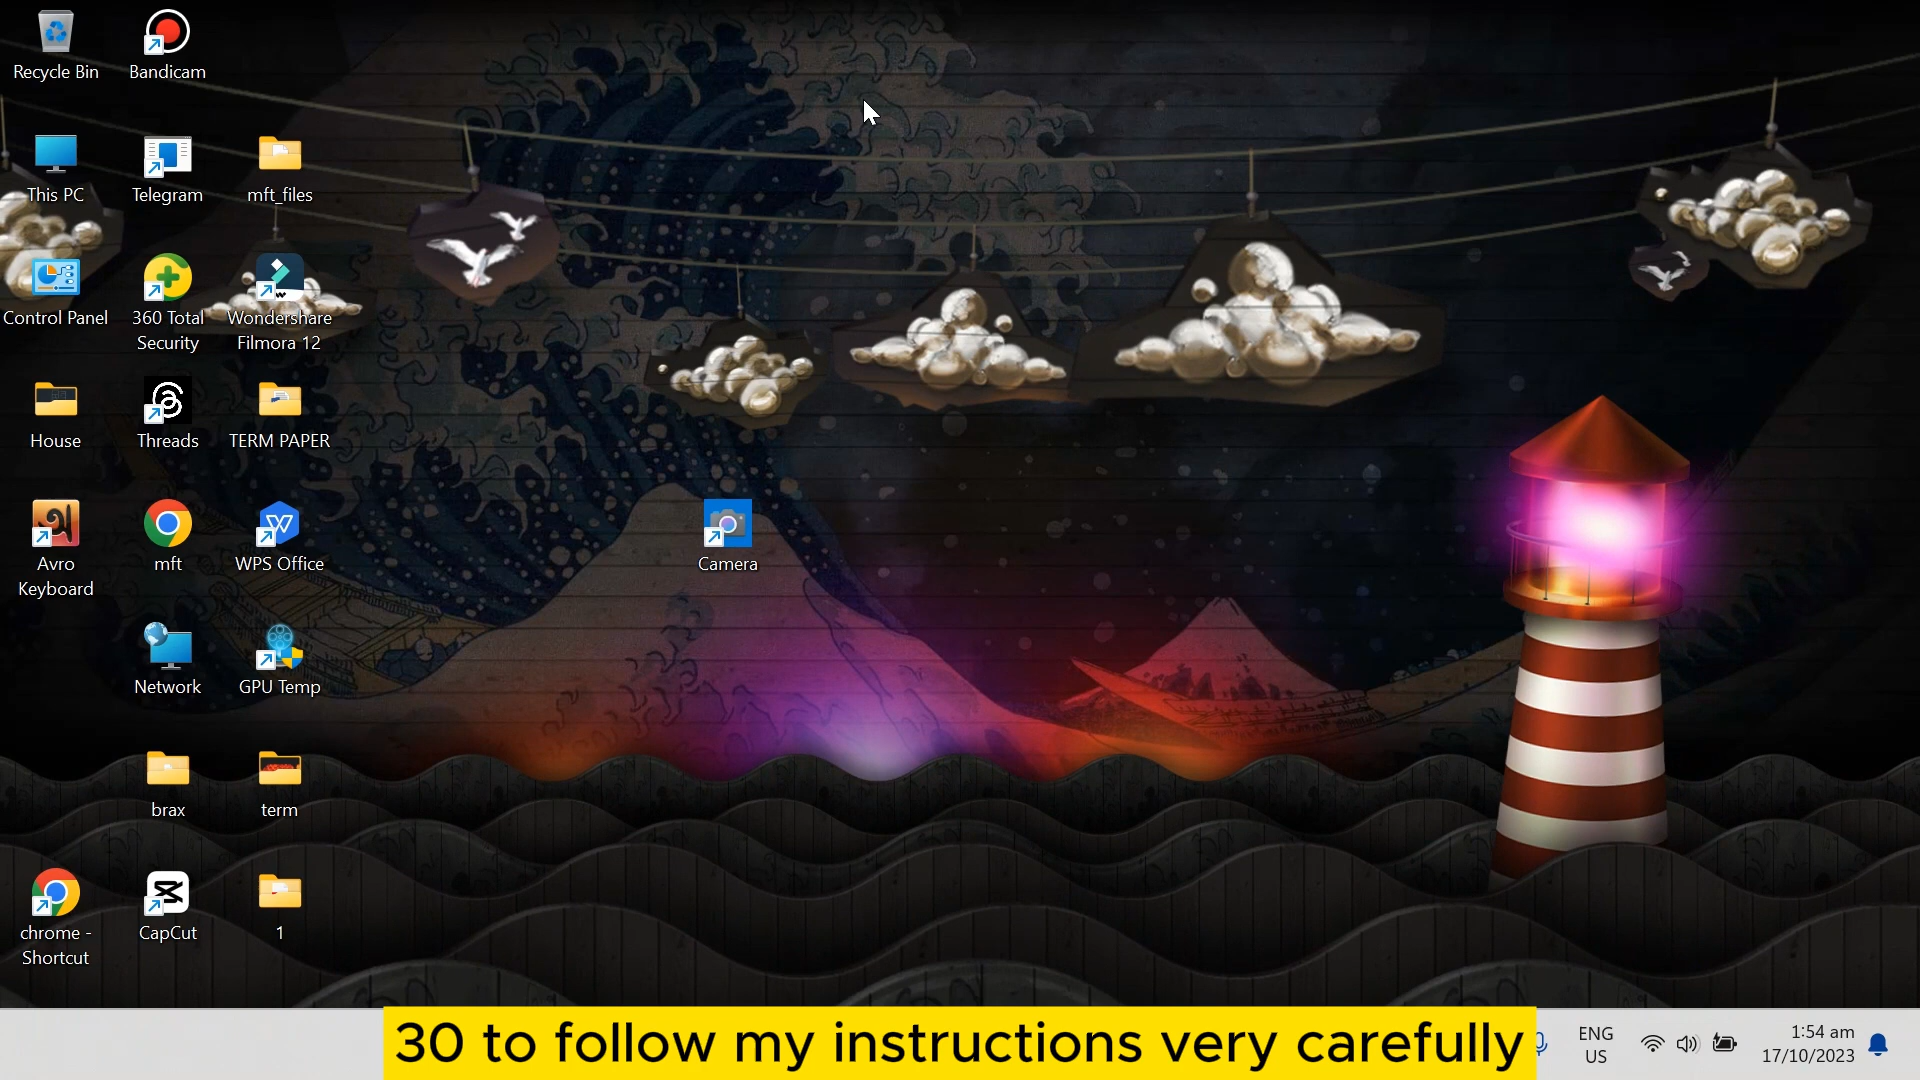 Recycle Bin
Bandicam
This PC
Telegram
mft_files
Control Panel
360 Total
Security
Wondershare
Filmora 12
House
Threads
TERM PAPER
Avro
Keyboard
mft
WPS Office
Camera
Network
GPU Temp
brax
term
chrome -
Shortcut
CapCut
1
30 to follow my instructions very carefully
ENG
US
1:54 am
17/10/2023